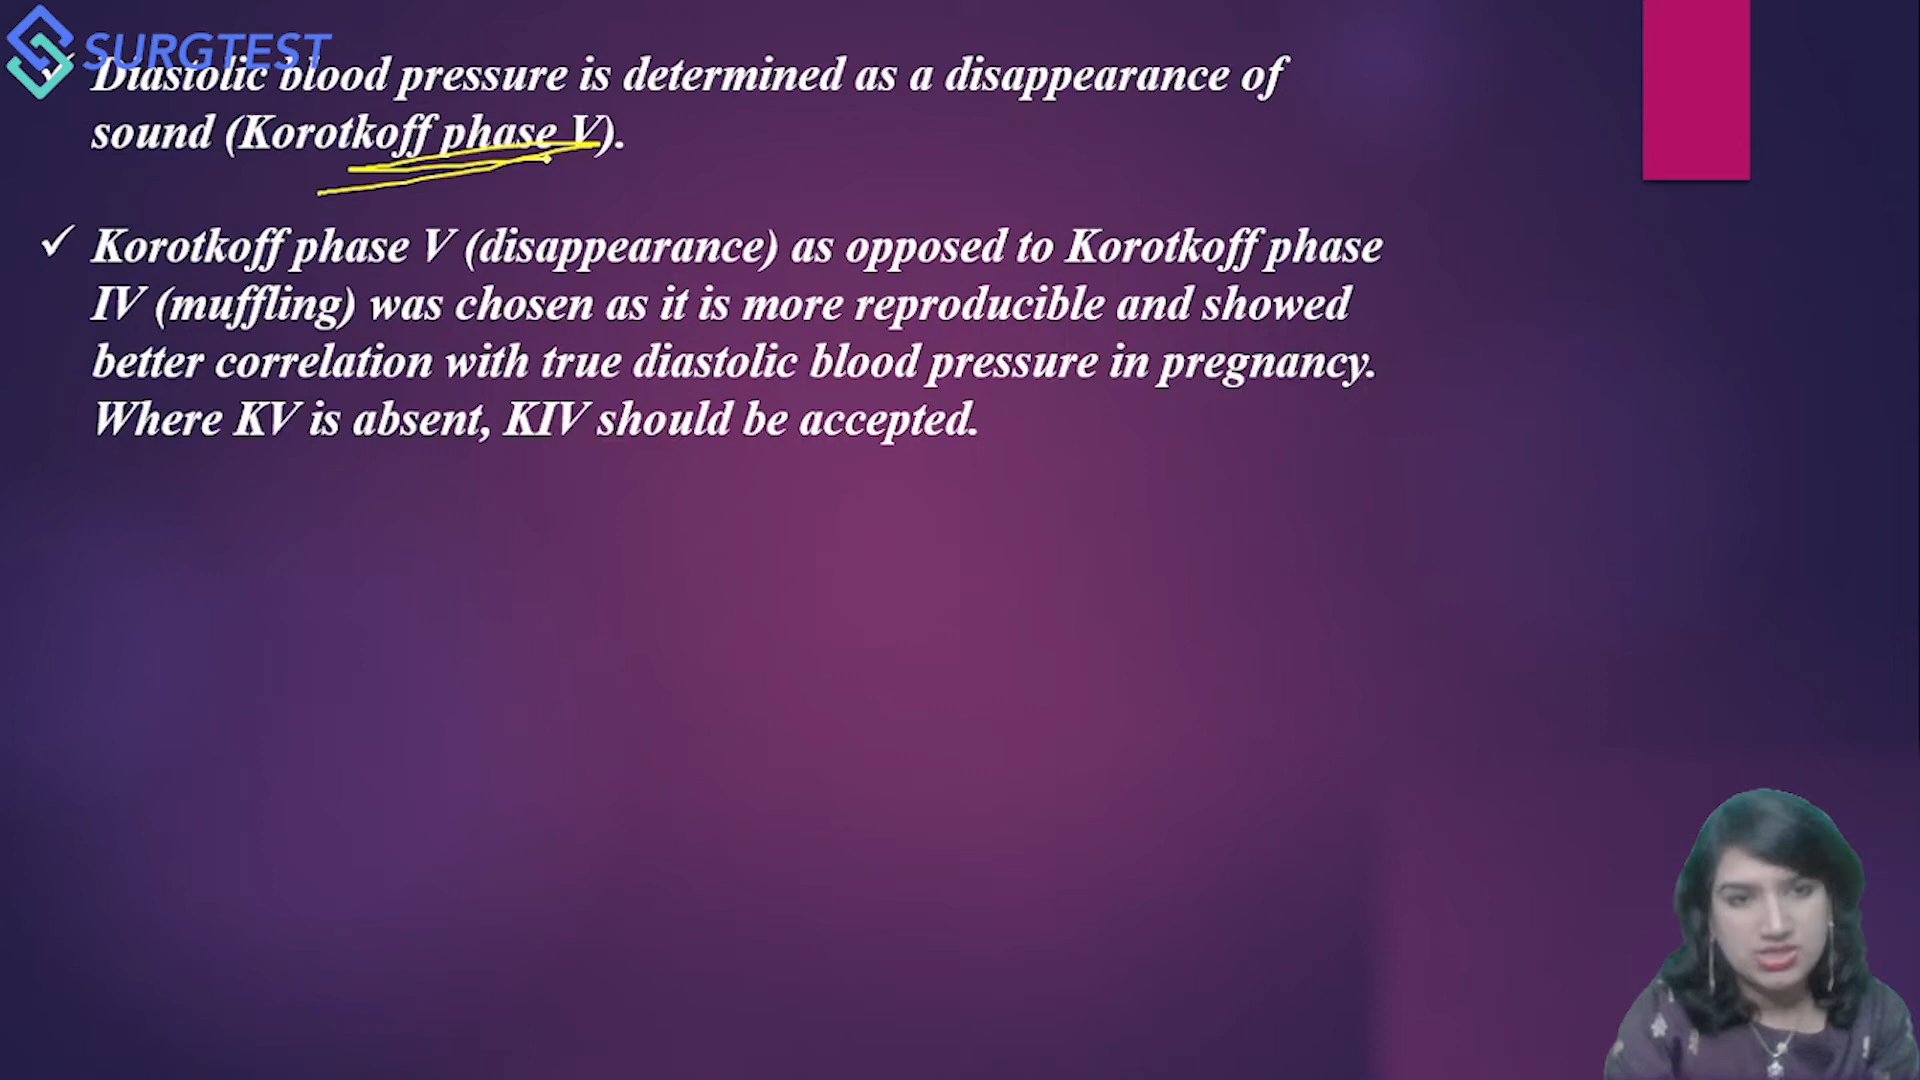 SURGTEST
Diastolic blood pressure is determined as a disappearance of
sound (Korotkoff phase V).
Korotkoff phase V (disappearance) as opposed to Korotkoff phase
IV (muffling) was chosen as it is more reproducible and showed
better correlation with true diastolic blood pressure in pregnancy.
Where KV is absent, KIV should be accepted.